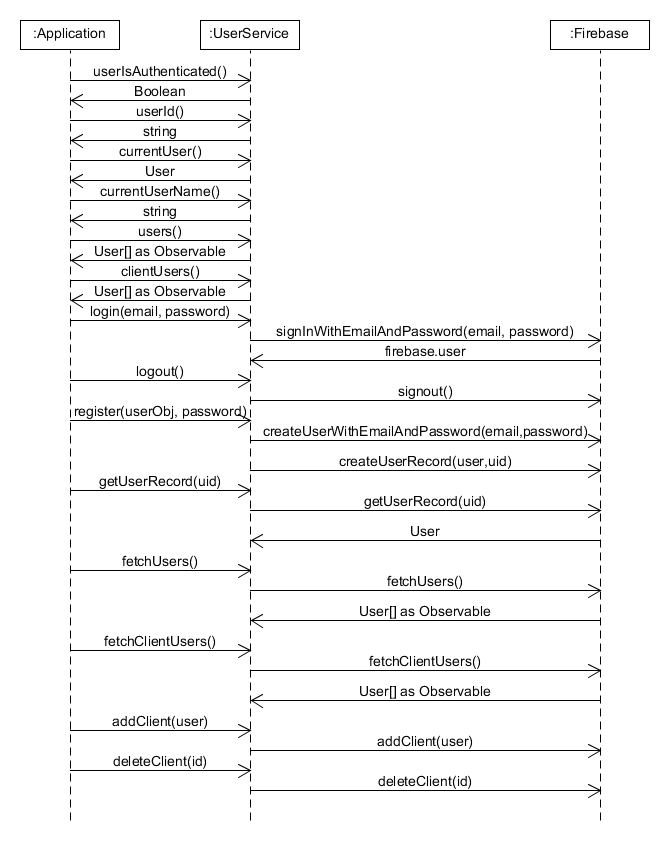 :Application
:UserService
:Firebase
userIsAuthenticated()
Boolean
userId()
string
currentUser()
User
currentUserName()
string
users()
User[] as Observable
clientUsers()
User[] as Observable
login(email, password)
signInWithEmailAndPassword(email, password)
firebase.user
logout()
signout()
register(userObj, password)
createUserWithEmailAndPassword(email,password)
createUserRecord(user,uid)
getUserRecord(uid)
getUserRecord(uid)
User
fetchUsers()
fetchUsers()
User[] as Observable
fetchClientUsers()
fetchClientUsers()
User[] as Observable
addClient(user)
addClient(user)
deleteClient(id)
deleteClient(id)